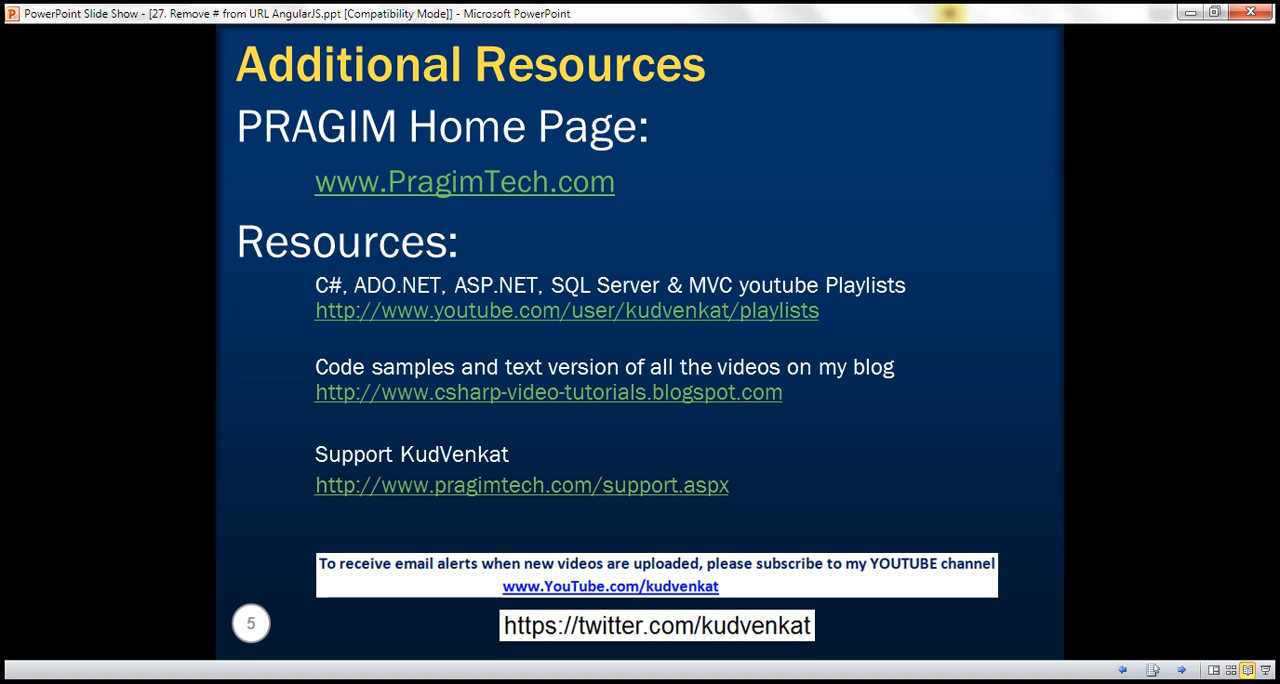 PowerPoint Slide Show - [27. Remove # from URL AngularJS.ppt [Compatibility Mode]] - Microsoft PowerPoint
Additional Resources
PRAGIM Home Page:
www.PragimTech.com
Resources:
C#, ADO.NET, ASP.NET, SQL Server & MVC youtube Playlists
http://www.youtube.com/user/kudvenkat/playlists
Code samples and text version of all the videos on my blog
http://www.csharp-video-tutorials.blogspot.com
Support KudVenkat
http://www.pragimtech.com/support.aspx
To receive email alerts when new videos are uploaded, please subscribe to my YOUTUBE channel
www.YouTube.com/kudvenkat
5
https://twitter.com/kudvenkat